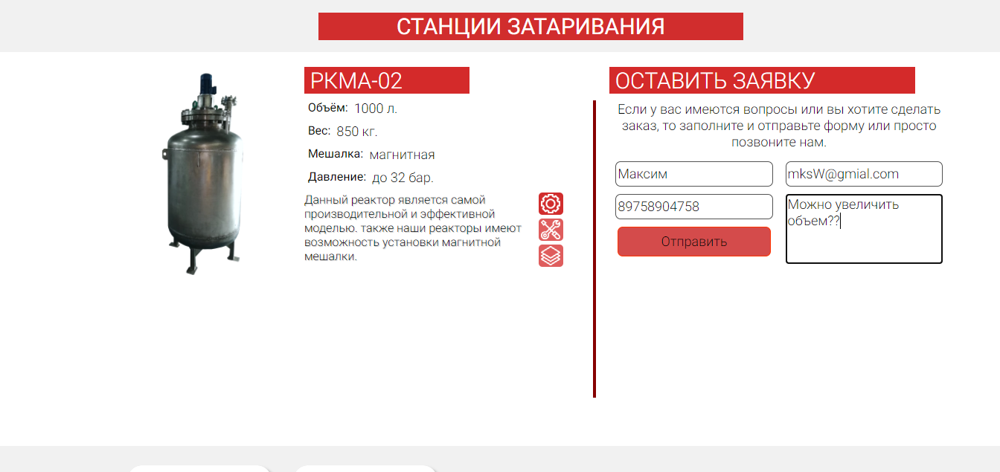 СТАНЦИИ ЗАТАРИВАНИЯ
РКМА-02
Объём: 1000 л.
Вес: 850 кг.
Мешалка: магнитная
Давление: до 32 бар.
Данный реактор является самой
производительной и эффективной
моделью. также наши реакторы имеют
возможность установки магнитной
мешалки.
ОСТАВИТЬ ЗАЯВКУ
Если у вас имеются вопросы или вы хотите сделать
заказ, то заполните и отправьте форму или просто
позвоните нам.
Максим
mksW@gmial.com
89758904758
Можно увеличить
объем??
Отправить